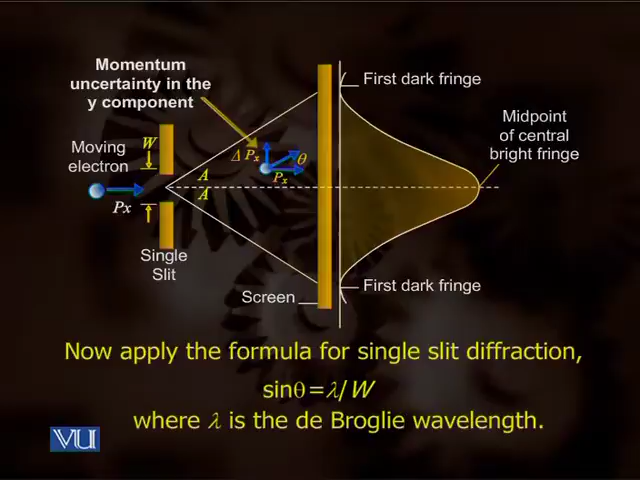 Momentum
uncertainty in the
y component
First dark fringe
Midpoint
of central
bright fringe
Moving
electron
W
Δ Px
θ
Px
A
A
Px
Single
Slit
Screen
First dark fringe
Now apply the formula for single slit diffraction,
sinθ=λ/W
where λ is the de Broglie wavelength.
VU